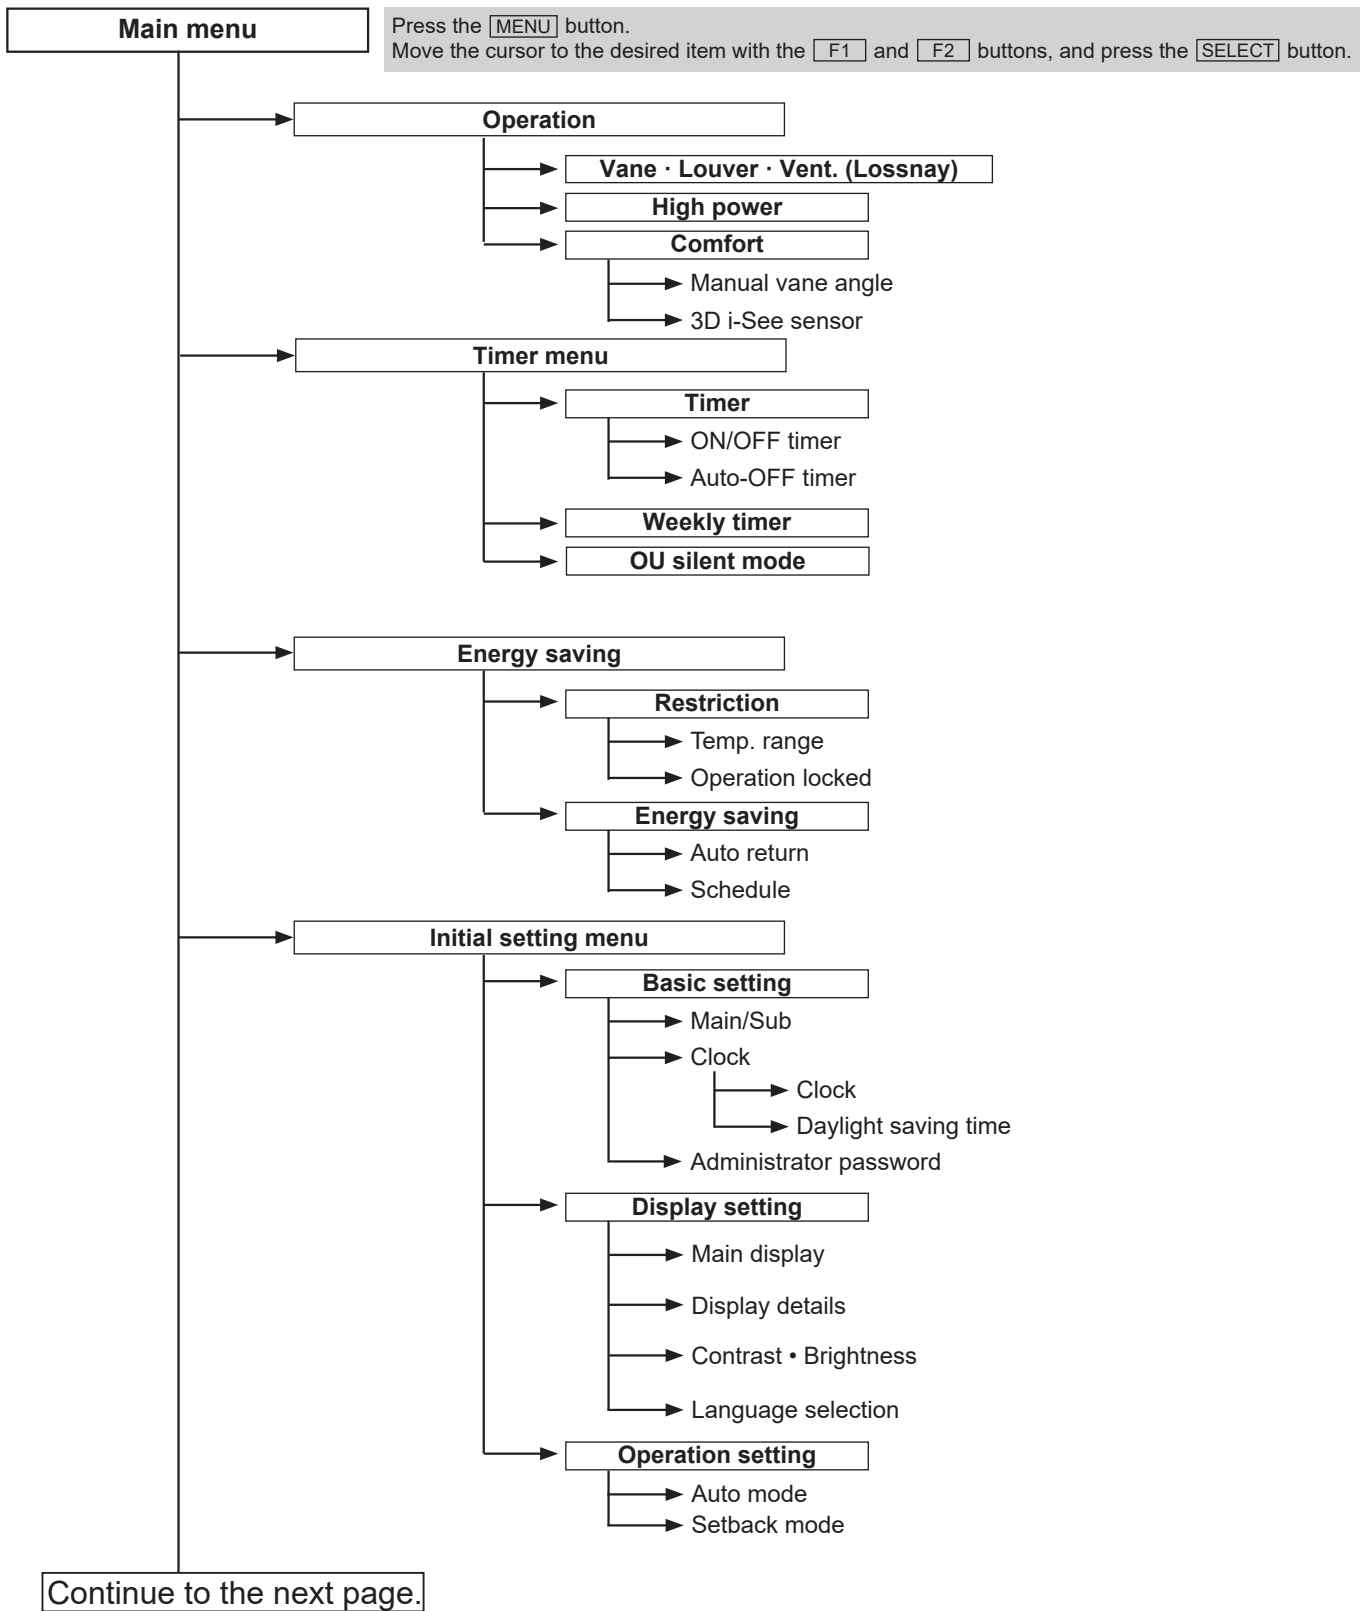 Main menu
Press the MENU button.
Move the cursor to the desired item with the F1 and F2 buttons, and press the SELECT button.
Operation
Vane · Louver · Vent. (Lossnay)
High power
Comfort
Manual vane angle
3D i-See sensor
Timer menu
Timer
ON/OFF timer
Auto-OFF timer
Weekly timer
OU silent mode
Energy saving
Restriction
Temp. range
Operation locked
Energy saving
Auto return
Schedule
Initial setting menu
Basic setting
Main/Sub
Clock
Clock
Daylight saving time
Administrator password
Display setting
Main display
Display details
Contrast • Brightness
Language selection
Operation setting
Auto mode
Setback mode
Continue to the next page.